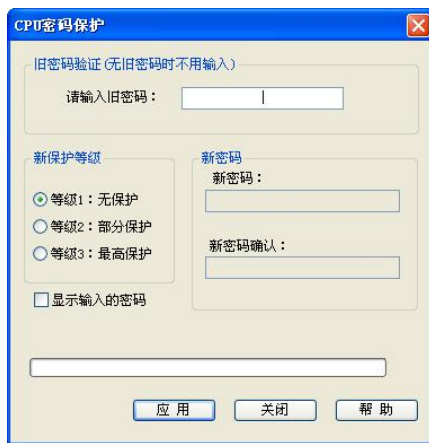 CPU密码保护
旧密码验证(无旧密码时不用输入)
请输入旧密码：
新保护等级
等级1：无保护
等级2：部分保护
等级3：最高保护
显示输入的密码
新密码
新密码：
新密码确认：
应用
关闭
帮助